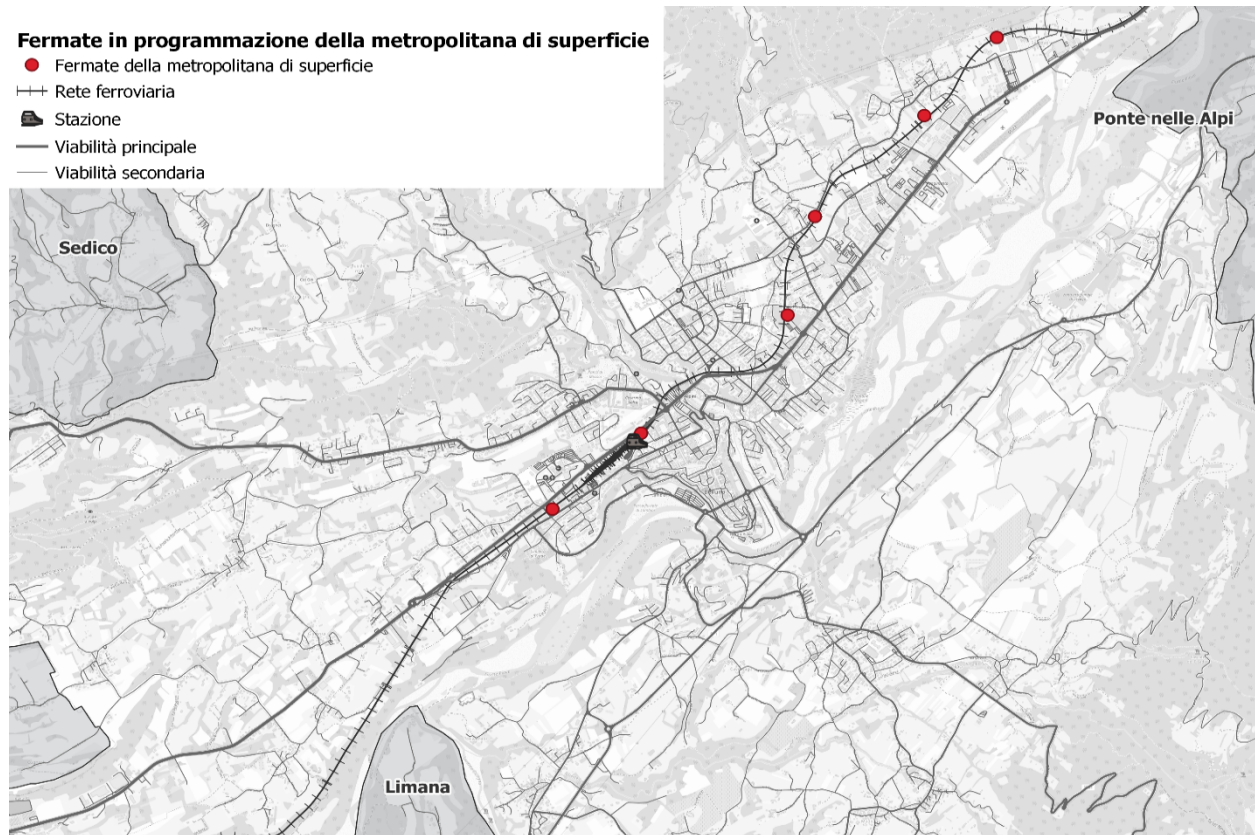 Fermate in programmazione della metropolitana di superficie
Fermate della metropolitana di superficie
Rete ferroviaria
Stazione
Viabilità principale
Viabilità secondaria
Ponte nelle Alpi
Sedico
Limana